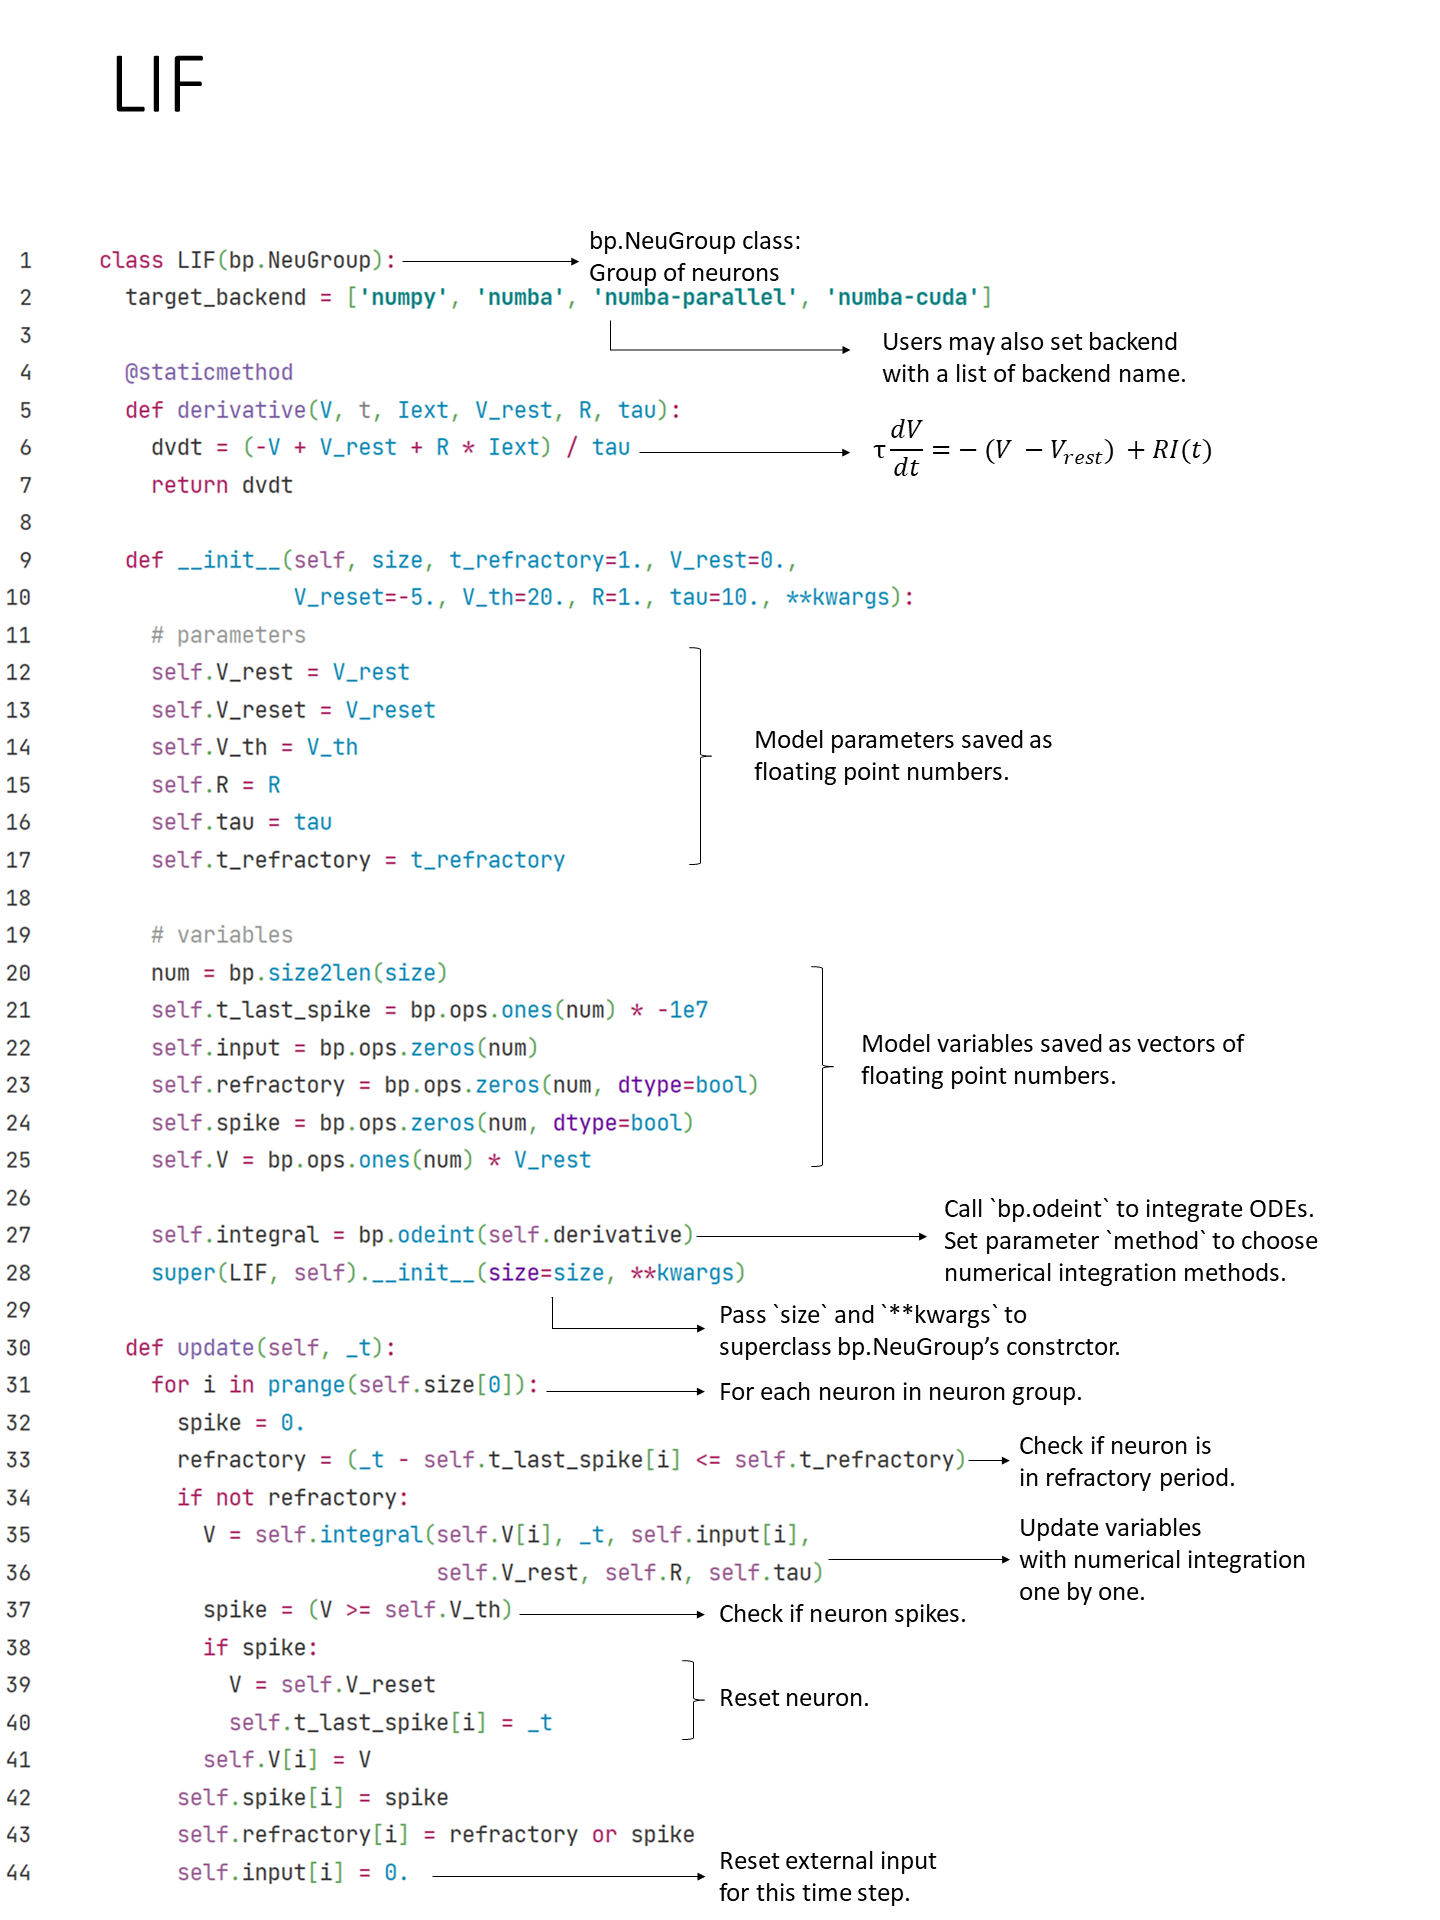 LIF
1 class LIF(bp.NeuGroup):
bp.NeuGroup class:
Group of neurons
2 target_backend = ['numpy', 'numba', 'numba-parallel', 'numba-cuda']
3
Users may also set backend
with a list of backend name.
4 @staticmethod
5 def derivative(V, t, Iext, V_rest, R, tau):
6 dvdt = (-V + V_rest + R * Iext) / tau
τ dV/dt = − (V − V_rest) + RI(t)
7 return dvdt
8
9 def __init__(self, size, t_refractory=1., V_rest=0.,
10 V_reset=-5., V_th=20., R=1., tau=10., **kwargs):
11 # parameters
12 self.V_rest = V_rest
13 self.V_reset = V_reset
14 self.V_th = V_th
15 self.R = R
16 self.tau = tau
17 self.t_refractory = t_refractory
Model parameters saved as
floating point numbers.
18
19 # variables
20 num = bp.size2len(size)
21 self.t_last_spike = bp.ops.ones(num) * -1e7
22 self.input = bp.ops.zeros(num)
23 self.refractory = bp.ops.zeros(num, dtype=bool)
24 self.spike = bp.ops.zeros(num, dtype=bool)
25 self.V = bp.ops.ones(num) * V_rest
Model variables saved as vectors of
floating point numbers.
26
27 self.integral = bp.odeint(self.derivative)
Call `bp.odeint` to integrate ODEs.
Set parameter `method` to choose
numerical integration methods.
28 super(LIF, self).__init__(size=size, **kwargs)
29
Pass `size` and `**kwargs` to
superclass bp.NeuGroup’s constrctor.
30 def update(self, _t):
31 for i in prange(self.size[0]):
For each neuron in neuron group.
32 spike = 0.
33 refractory = (_t - self.t_last_spike[i] <= self.t_refractory)
Check if neuron is
in refractory period.
34 if not refractory:
35 V = self.integral(self.V[i], _t, self.input[i],
36 self.V_rest, self.R, self.tau)
Update variables
with numerical integration
one by one.
37 spike = (V >= self.V_th)
Check if neuron spikes.
38 if spike:
39 V = self.V_reset
40 self.t_last_spike[i] = _t
Reset neuron.
41 self.V[i] = V
42 self.spike[i] = spike
43 self.refractory[i] = refractory or spike
44 self.input[i] = 0.
Reset external input
for this time step.